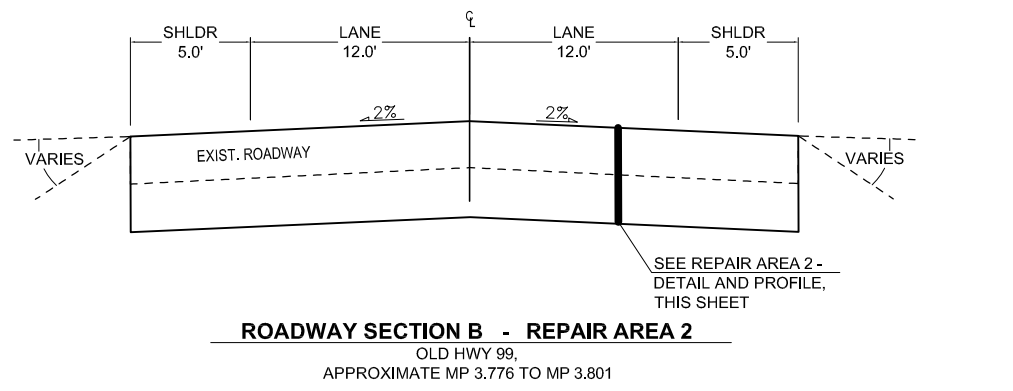 ℄
SHLDR LANE LANE SHLDR
5.0' 12.0' 12.0' 5.0'
2% 2%
VARIES EXIST. ROADWAY VARIES
SEE REPAIR AREA 2 -
DETAIL AND PROFILE,
THIS SHEET
ROADWAY SECTION B - REPAIR AREA 2
OLD HWY 99,
APPROXIMATE MP 3.776 TO MP 3.801